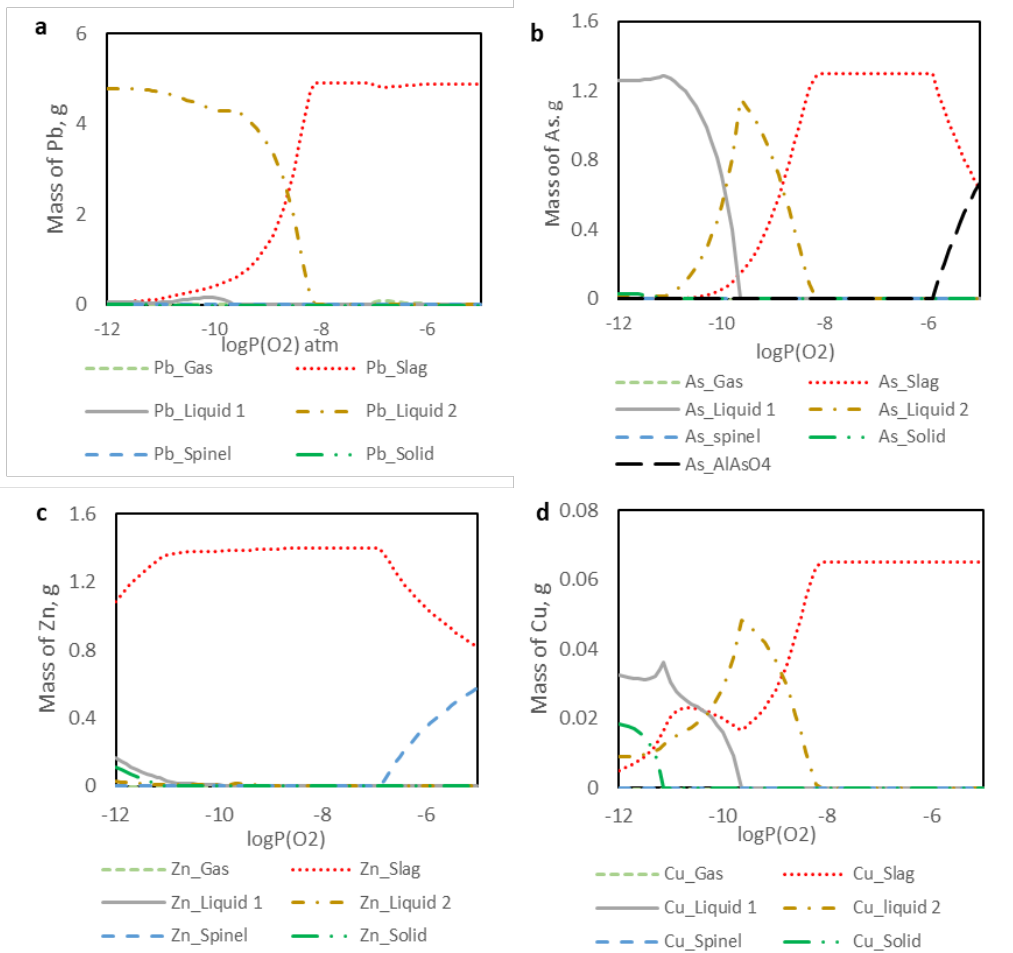 a
6
4
2
0
Mass of Pb, g
-12
-10
-8
-6
logP(O2) atm
Pb_Gas
Pb_Slag
Pb_Liquid 1
Pb_Liquid 2
Pb_Spinel
Pb_Solid
b
1.6
1.2
0.8
0.4
0
Mass oof As. g
-12
-10
-8
-6
logP(O2)
As_Gas
As_Slag
As_Liquid 1
As_Liquid 2
As_spinel
As_Solid
As_AlAsO4
c
1.6
1.2
0.8
0.4
0
Mass of Zn, g
-12
-10
-8
-6
logP(O2)
Zn_Gas
Zn_Slag
Zn_Liquid 1
Zn_Liquid 2
Zn_Spinel
Zn_Solid
d
0.08
0.06
0.04
0.02
0
Mass of Cu, g
-12
-10
-8
-6
logP(O2)
Cu_Gas
Cu_Slag
Cu_Liquid 1
Cu_liquid 2
Cu_Spinel
Cu_Solid